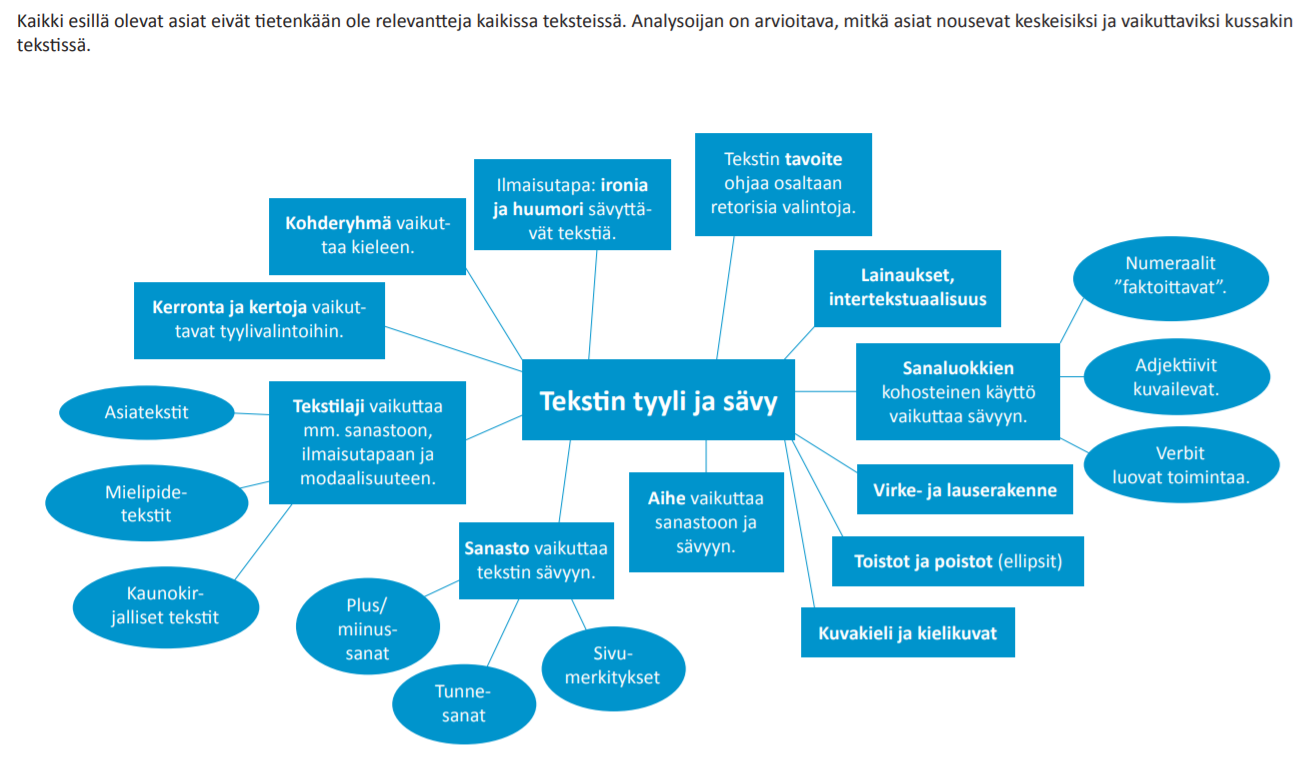 Kaikki esillä olevat asiat eivät tietenkään ole relevantteja kaikissa teksteissä. Analysoijan on arvioitava, mitkä asiat nousevat keskeisiksi ja vaikuttaviksi kussakin
tekstissä.
Tekstin tavoite
ohjaa osaltaan
retorisia valintoja.
Ilmaisutapa: ironia
ja huumori sävyttä-
vät tekstiä.
Kohderyhmä vaikut-
taa kieleen.
Kerronta ja kertoja vaikut-
tavat tyylivalintoihin.
Lainaukset,
intertekstuaalisuus
Numeraalit
”faktoittavat”.
Sanaluokkien
kohosteinen käyttö
vaikuttaa sävyyn.
Adjektiivit
kuvailevat.
Verbit
luovat toimintaa.
Tekstin tyyli ja sävy
Asiatekstit
Tekstilaji vaikuttaa
mm. sanastoon,
ilmaisutapaan ja
modaalisuuteen.
Mielipide-
tekstit
Kaunokir-
jalliset tekstit
Virke- ja lauserakenne
Aihe vaikuttaa
sanastoon ja
sävyyn.
Toistot ja poistot (ellipsit)
Sanasto vaikuttaa
tekstin sävyyn.
Kuvakieli ja kielikuvat
Plus/
miinus-
sanat
Tunne-
sanat
Sivu-
merkitykset